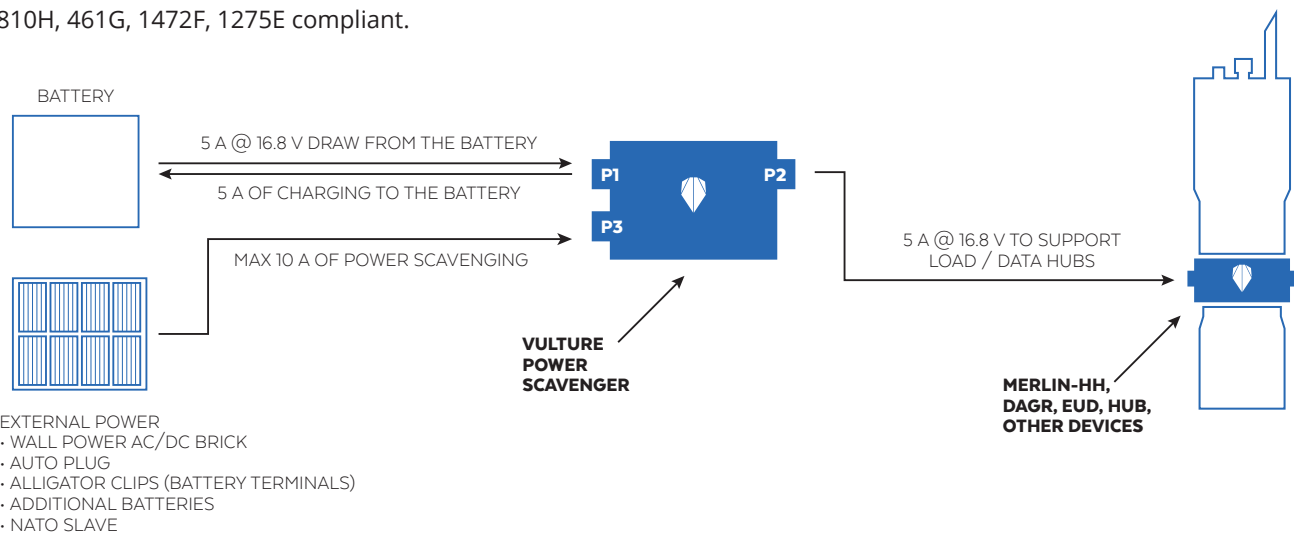 810H, 461G, 1472F, 1275E compliant.
BATTERY
5 A @ 16.8 V DRAW FROM THE BATTERY
5 A OF CHARGING TO THE BATTERY
P1
P2
P3
MAX 10 A OF POWER SCAVENGING
5 A @ 16.8 V TO SUPPORT
LOAD / DATA HUBS
VULTURE
POWER
SCAVENGER
MERLIN-HH,
DAGR, EUD, HUB,
OTHER DEVICES
EXTERNAL POWER
• WALL POWER AC/DC BRICK
• AUTO PLUG
• ALLIGATOR CLIPS (BATTERY TERMINALS)
• ADDITIONAL BATTERIES
• NATO SLAVE